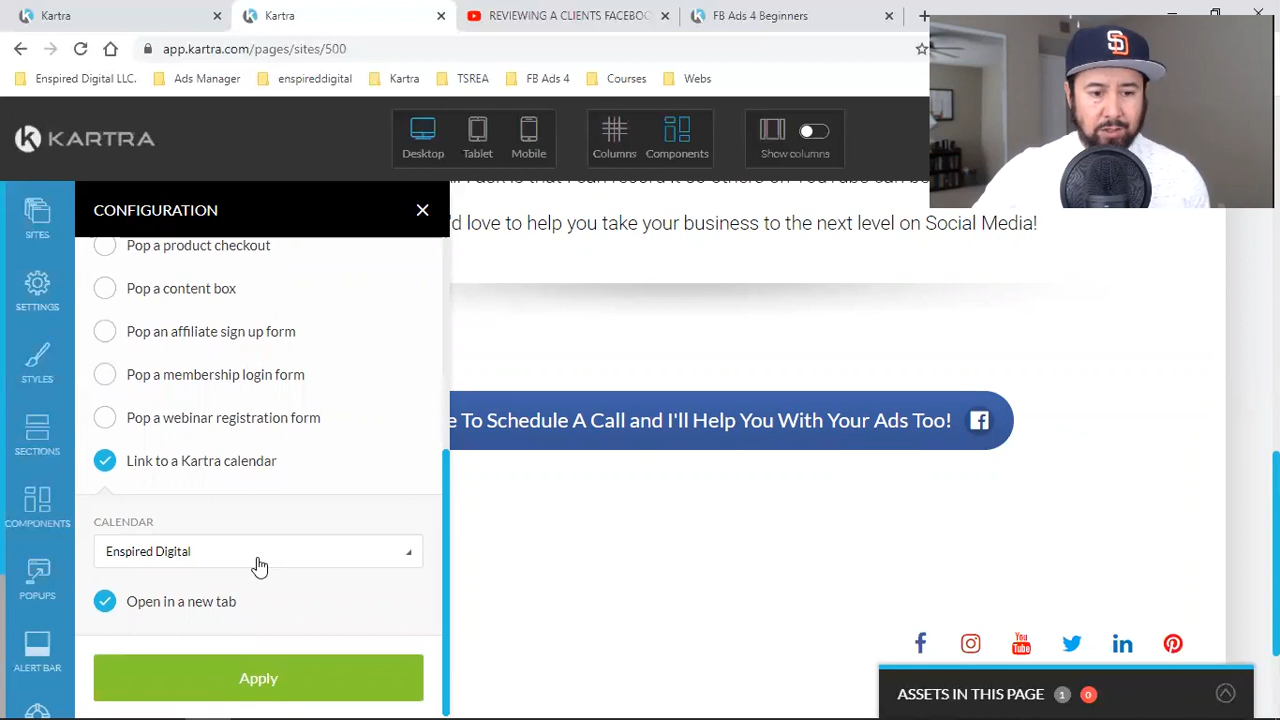 Kartra
Kartra
REVIEWING A CLIENTS FACEBOO
FB Ads 4 Beginners
app.kartra.com/pages/sites/500
Enspired Digital LLC.
Ads Manager
enspireddigital
Kartra
TSREA
FB Ads 4
Courses
Webs
KARTRA
Desktop
Tablet
Mobile
Columns
Components
Show columns
SITES
SETTINGS
STYLES
SECTIONS
COMPONENTS
POPUPS
ALERT BAR
CONFIGURATION
Pop a product checkout
Pop a content box
Pop an affiliate sign up form
Pop a membership login form
Pop a webinar registration form
Link to a Kartra calendar
CALENDAR
Enspired Digital
Open in a new tab
Apply
'd love to help you take your business to the next level on Social Media!
e To Schedule A Call and I'll Help You With Your Ads Too!
You
Tube
ASSETS IN THIS PAGE 1 0
SD